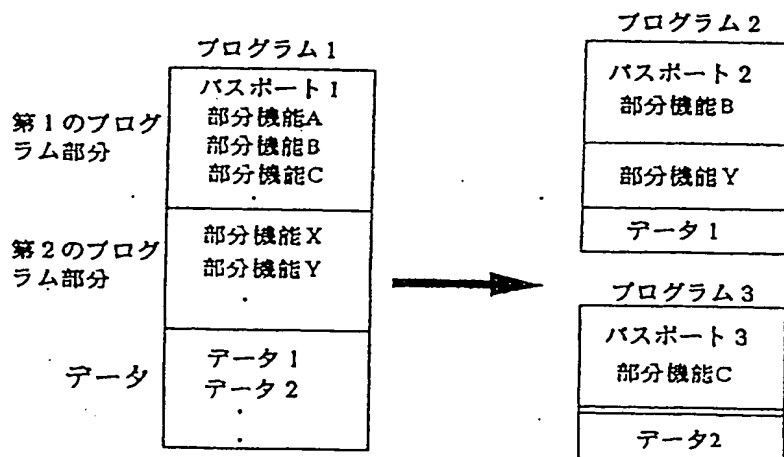 プログラム1
第1のプログ
ラム部分
パスポート1
部分機能A
部分機能B
部分機能C
第2のプログ
ラム部分
部分機能X
部分機能Y
データ
データ1
データ2
プログラム2
パスポート2
部分機能B
部分機能Y
データ1
プログラム3
パスポート3
部分機能C
データ2